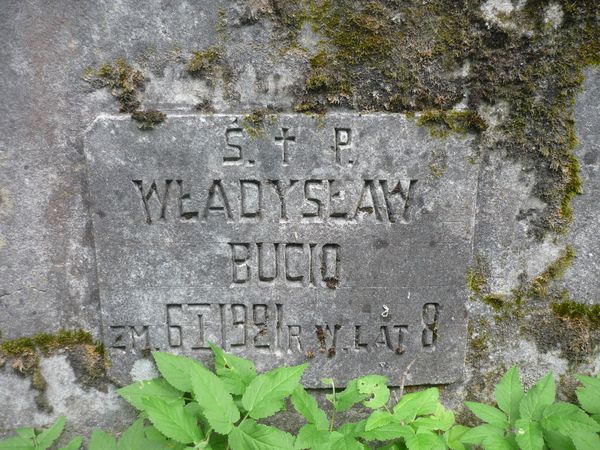 Ś. † P.
WŁADYSŁAW
BUCIO
ZM. 6 I 1921 R W. LAT 8